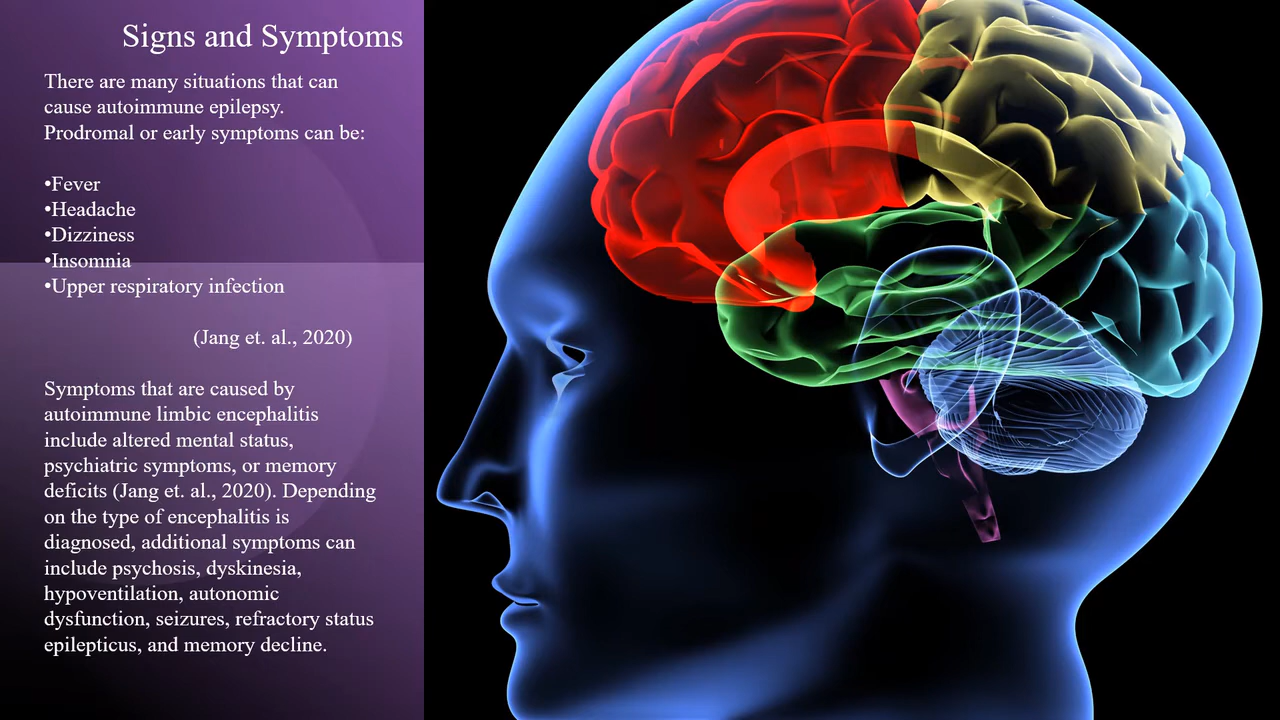 Signs and Symptoms
There are many situations that can
cause autoimmune epilepsy.
Prodromal or early symptoms can be:
•Fever
•Headache
•Dizziness
•Insomnia
•Upper respiratory infection
(Jang et. al., 2020)
Symptoms that are caused by
autoimmune limbic encephalitis
include altered mental status,
psychiatric symptoms, or memory
deficits (Jang et. al., 2020). Depending
on the type of encephalitis is
diagnosed, additional symptoms can
include psychosis, dyskinesia,
hypoventilation, autonomic
dysfunction, seizures, refractory status
epilepticus, and memory decline.